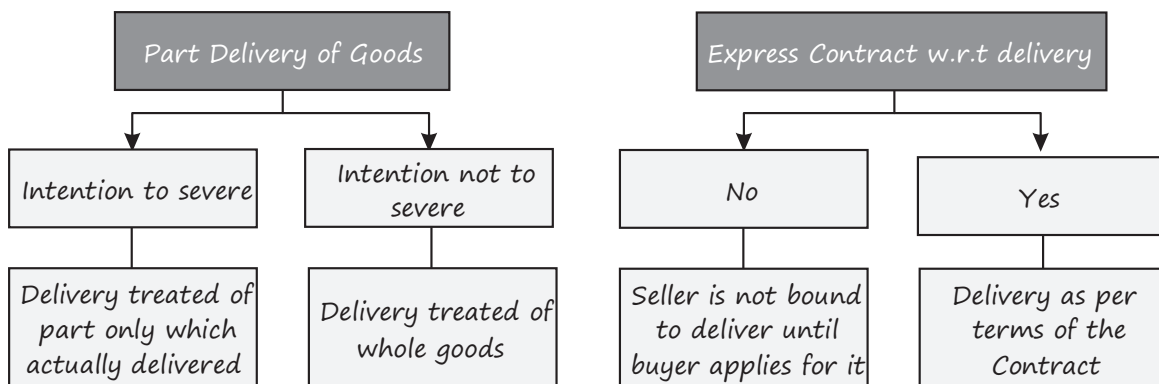 Part Delivery of Goods
Express Contract w.r.t delivery
Intention to severe
Intention not to
severe
No
Yes
Delivery treated of
part only which
actually delivered
Delivery treated of
whole goods
Seller is not bound
to deliver until
buyer applies for it
Delivery as per
terms of the
Contract